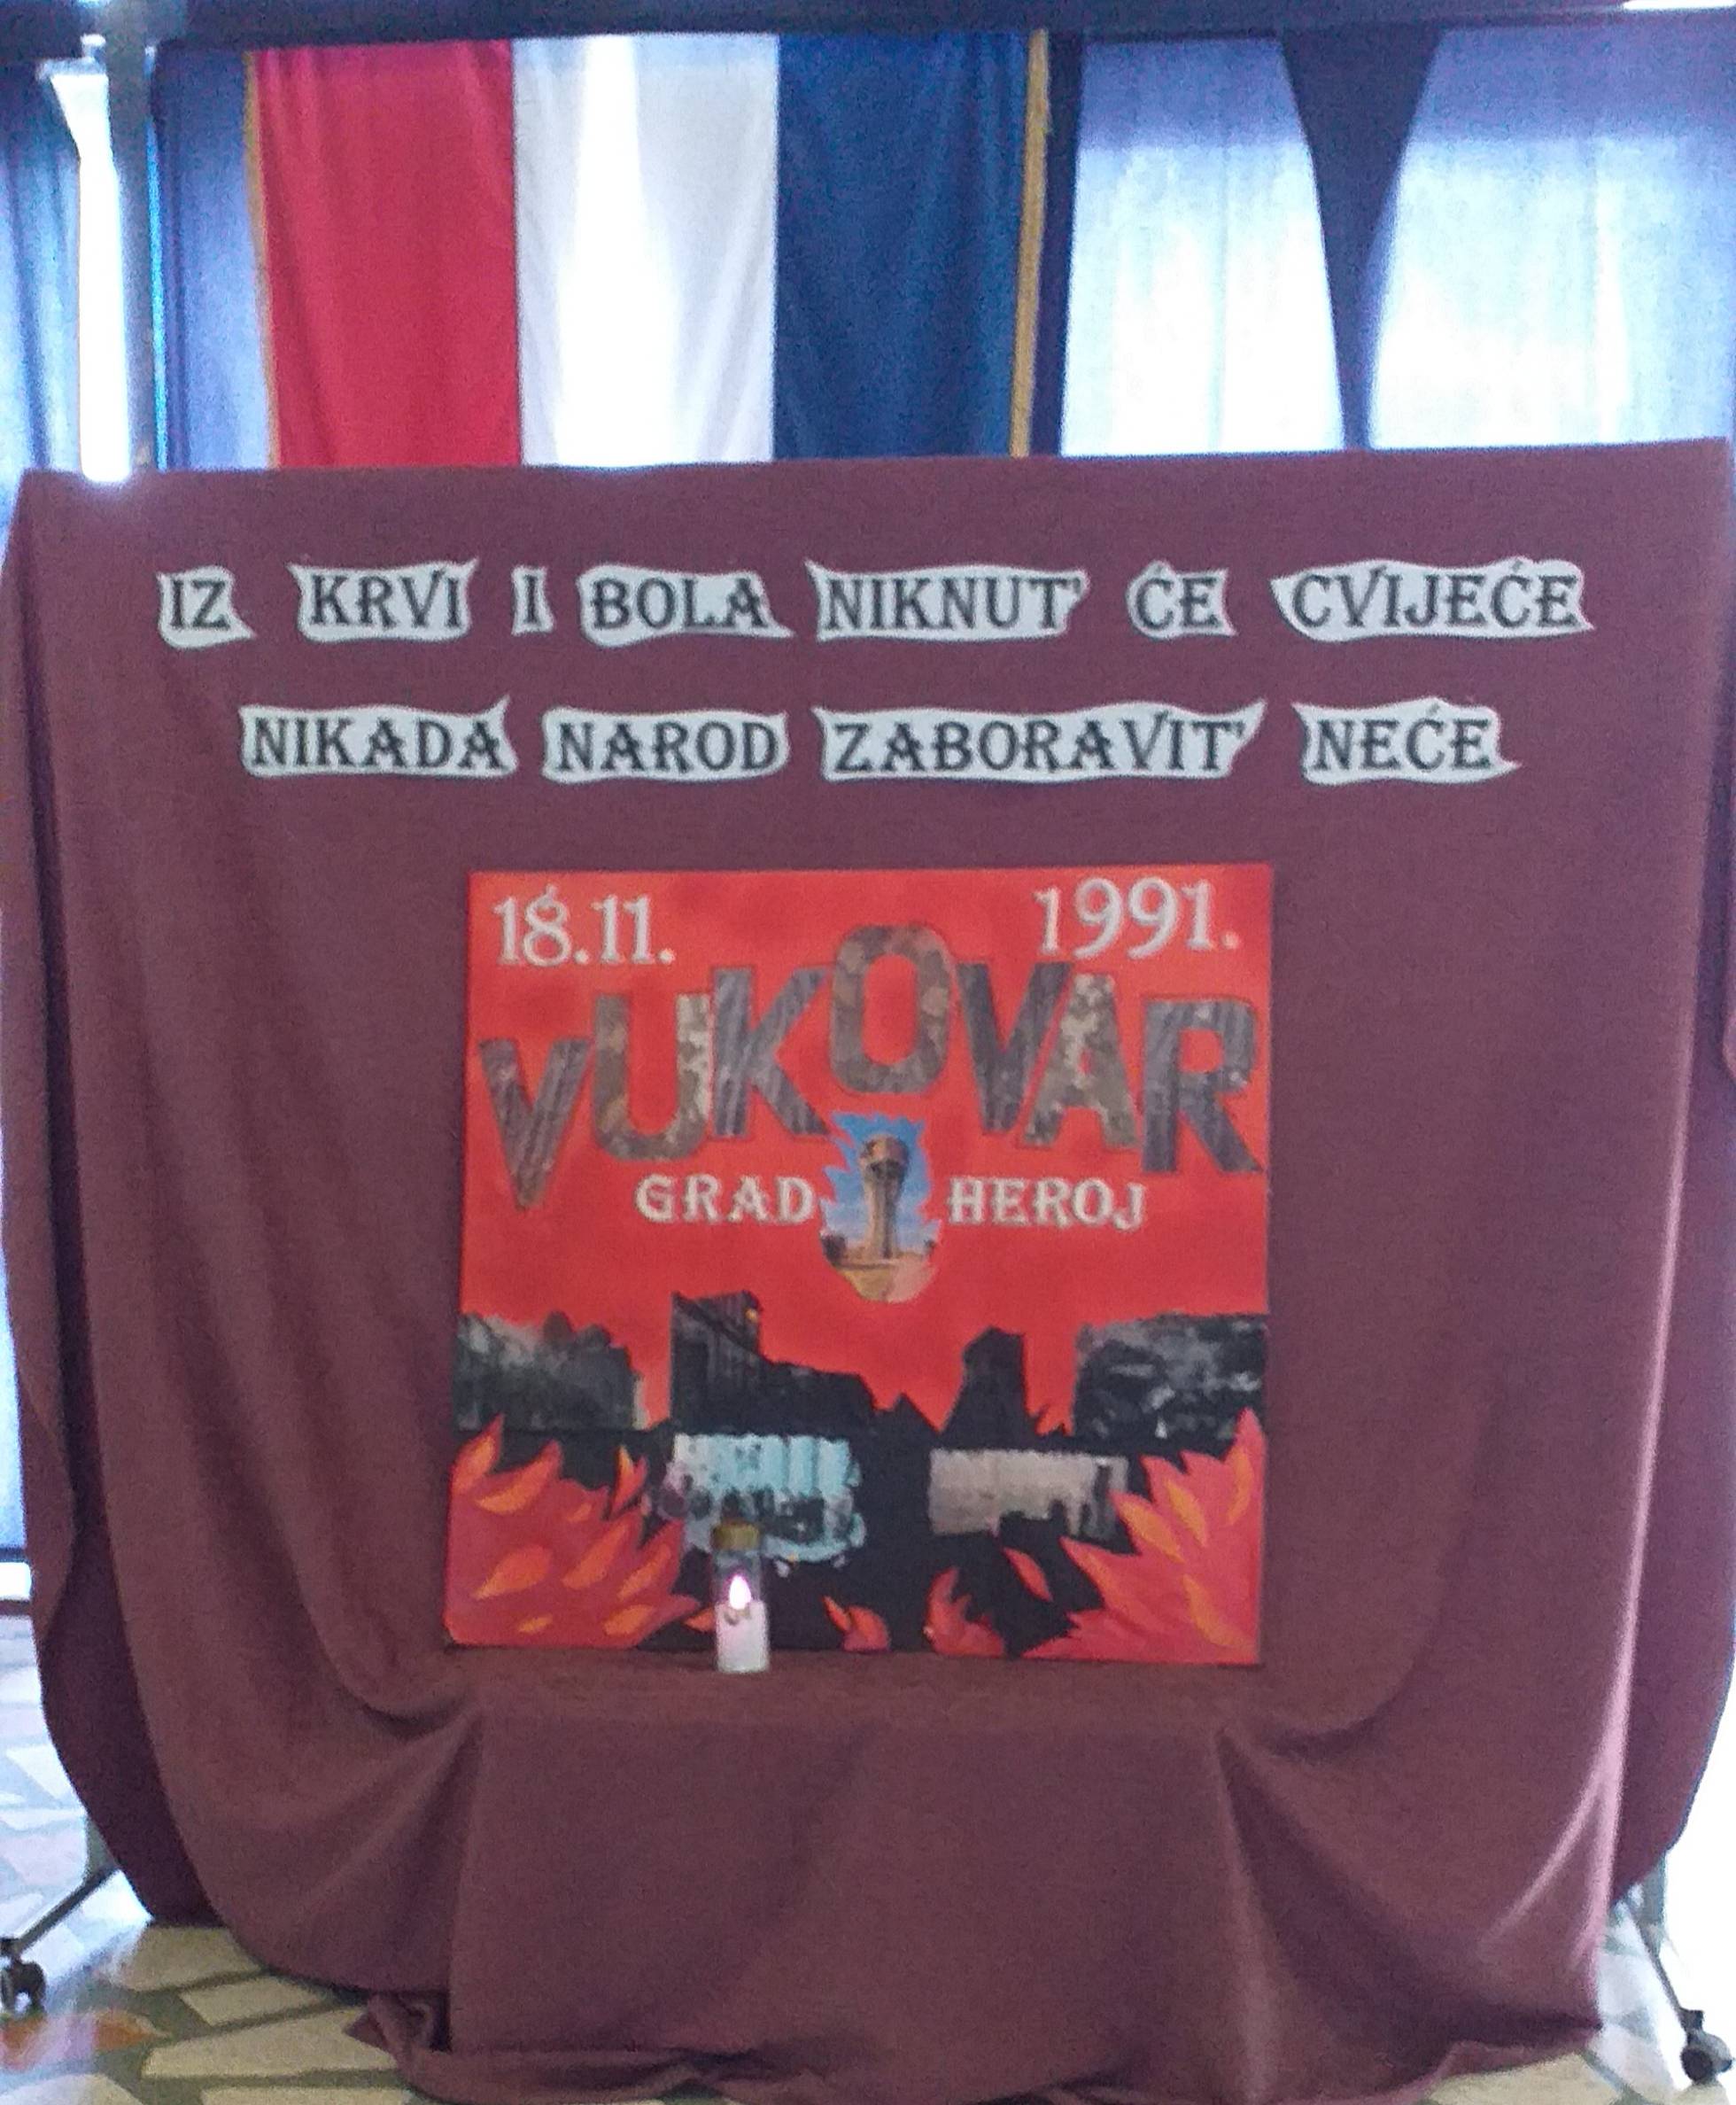 IZ KRVI I BOLA NIKNUT' ĆE CVIJEĆE
NIKADA NAROD ZABORAVIT' NEĆE
18.11. 1991.
VUKOVAR
GRAD HEROJ